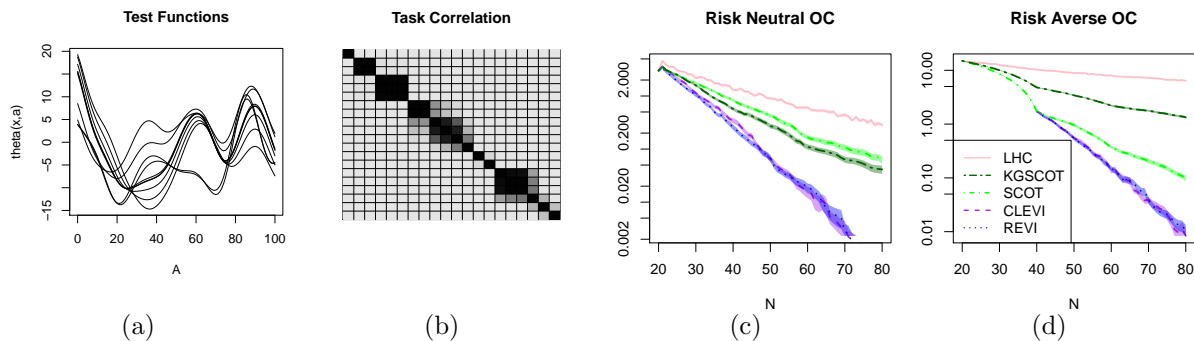 Test Functions
theta(x,a)
20
15
10
5
0
−5
−15
0 20 40 60 80 100
A
(a)
Task Correlation
(b)
Risk Neutral OC
2.000
0.200
0.020
0.002
20 30 40 50 60 70 80
N
(c)
Risk Averse OC
10.00
1.00
0.10
0.01
LHC
KGSCOT
SCOT
CLEVI
REVI
20 30 40 50 60 70 80
N
(d)